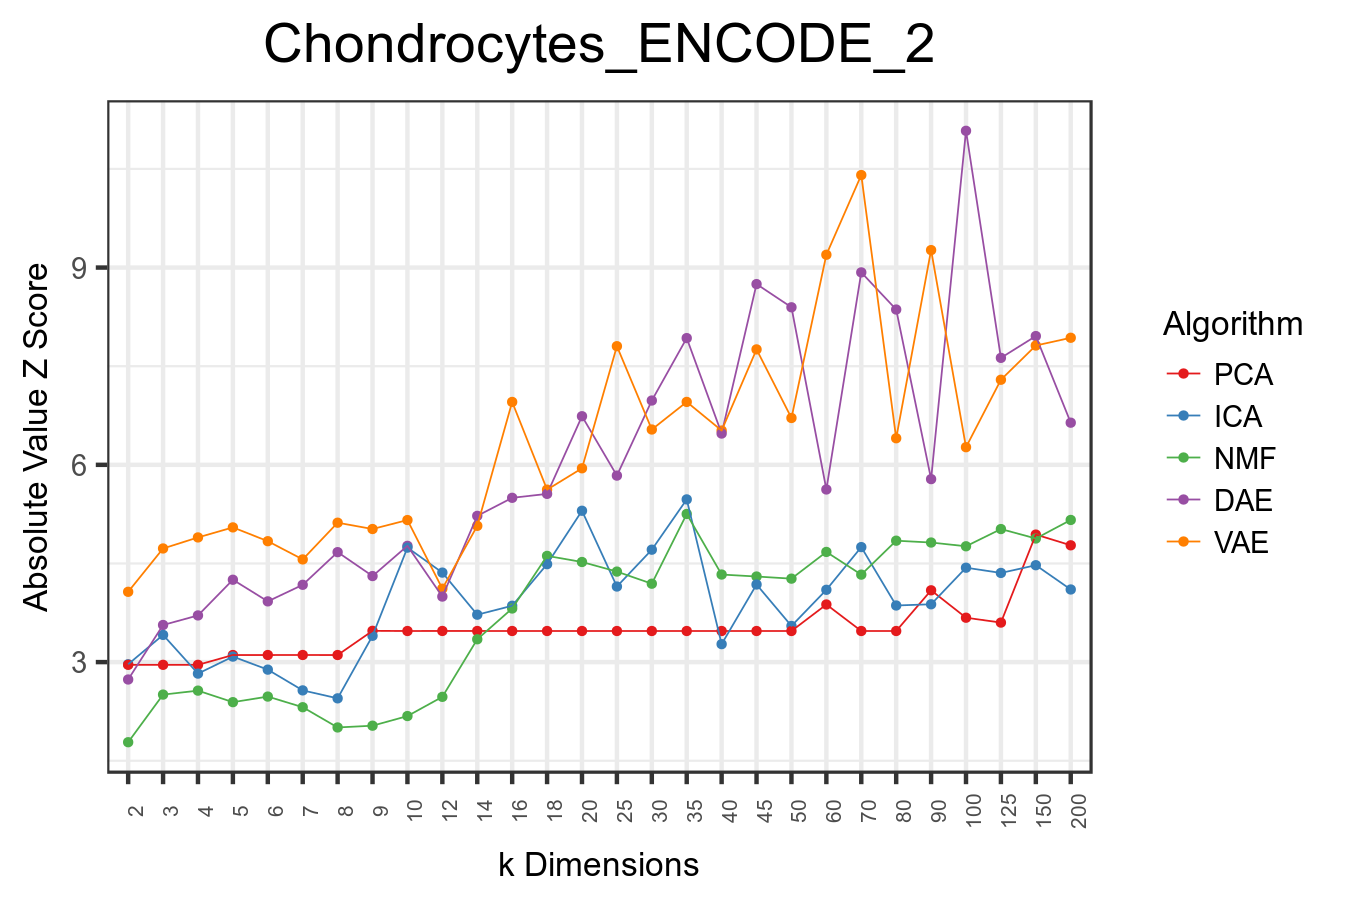 Chondrocytes_ENCODE_2
Absolute Value Z Score
9
6
3
2 3 4 5 6 7 8 9 10 12 14 16 18 20 25 30 35 40 45 50 60 70 80 90 100 125 150 200
k Dimensions
Algorithm
PCA
ICA
NMF
DAE
VAE